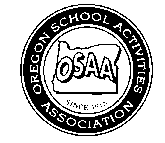 OREGON SCHOOL ACTIVITIES
OSAA
SINCE 1918
ASSOCIATION